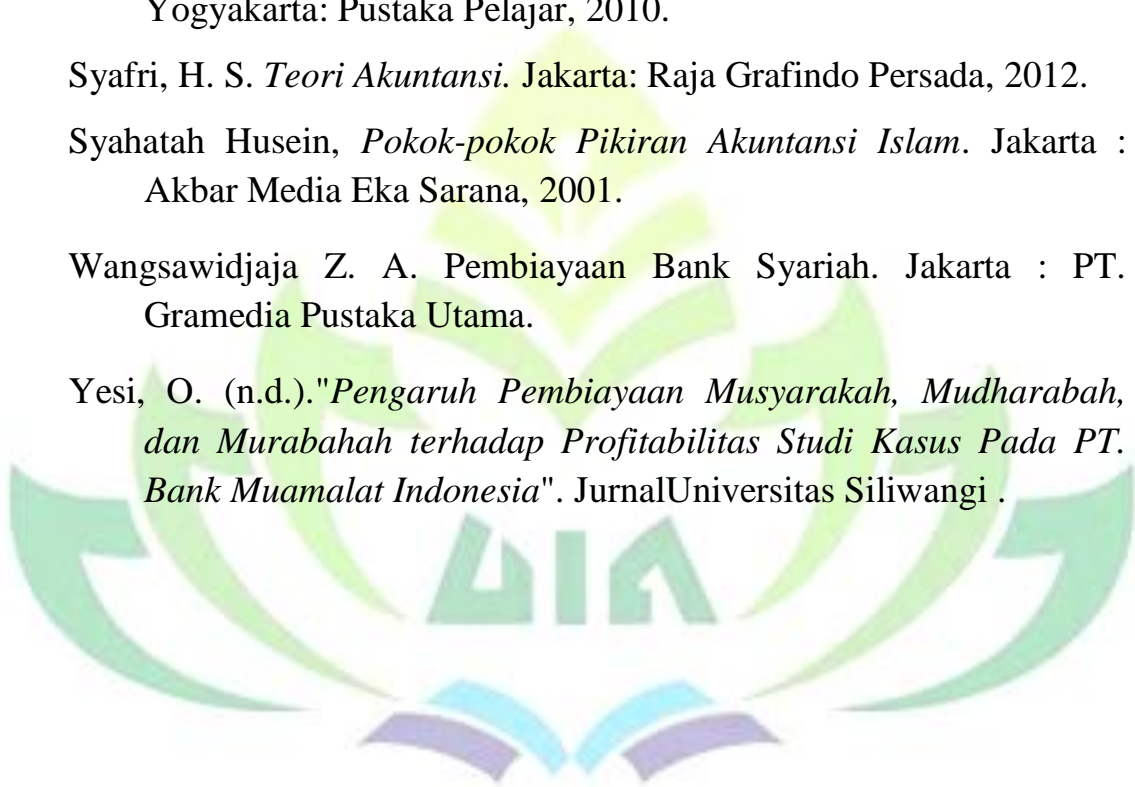 Yogyakarta: Pustaka Pelajar, 2010.
Syafri, H. S. Teori Akuntansi. Jakarta: Raja Grafindo Persada, 2012.
Syahatah Husein, Pokok-pokok Pikiran Akuntansi Islam. Jakarta :
Akbar Media Eka Sarana, 2001.
Wangsawidjaja Z. A. Pembiayaan Bank Syariah. Jakarta : PT.
Gramedia Pustaka Utama.
Yesi, O. (n.d.)."Pengaruh Pembiayaan Musyarakah, Mudharabah,
dan Murabahah terhadap Profitabilitas Studi Kasus Pada PT.
Bank Muamalat Indonesia". JurnalUniversitas Siliwangi .
UIN